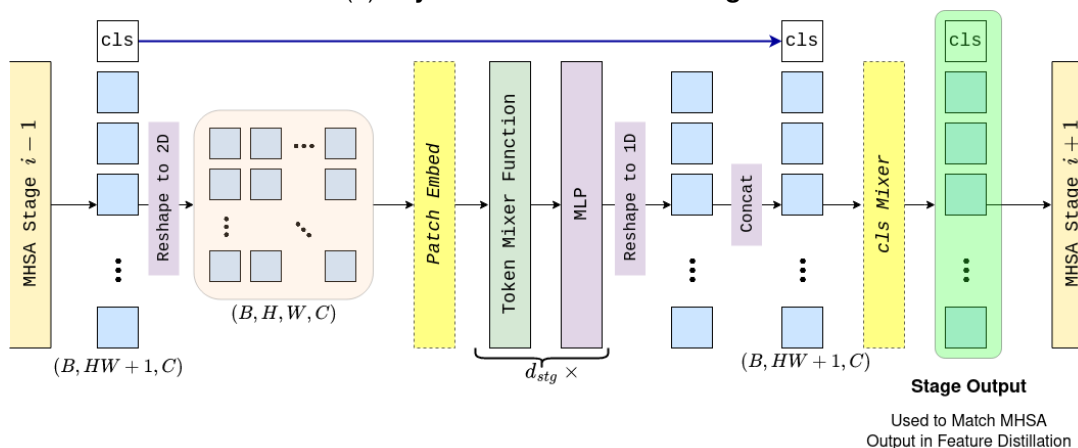 cls
cls
cls
MHSA Stage i − 1
Reshape to 2D
Patch Embed
Token Mixer Function
MLP
Reshape to 1D
Concat
cls Mixer
MHSA Stage i + 1
(B, H, W, C)
(B, HW + 1, C)
(B, HW + 1, C)
d_stg ×
Stage Output
Used to Match MHSA
Output in Feature Distillation